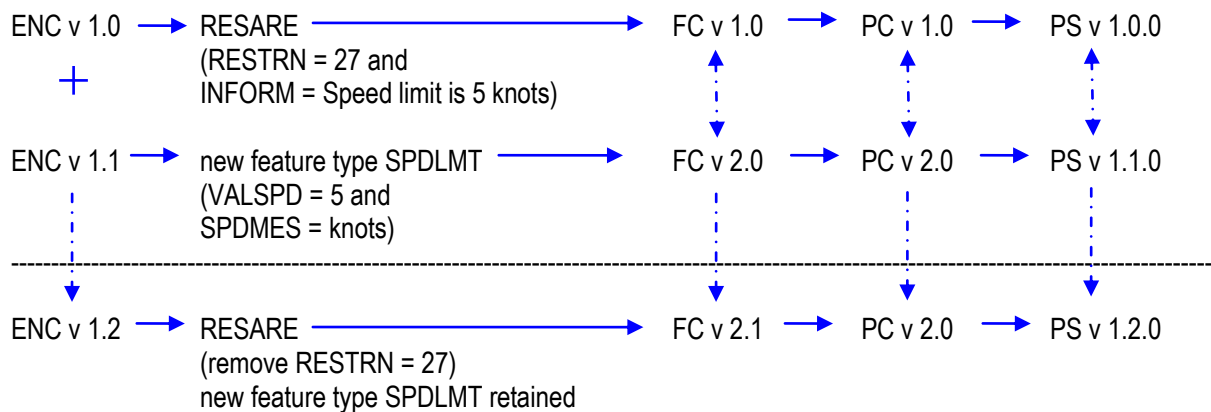 ENC v 1.0 RESARE FC v 1.0 PC v 1.0 PS v 1.0.0
(RESTRN = 27 and
INFORM = Speed limit is 5 knots)
ENC v 1.1 new feature type SPDLMT FC v 2.0 PC v 2.0 PS v 1.1.0
(VALSPD = 5 and
SPDMES = knots)
ENC v 1.2 RESARE FC v 2.1 PC v 2.0 PS v 1.2.0
(remove RESTRN = 27)
new feature type SPDLMT retained